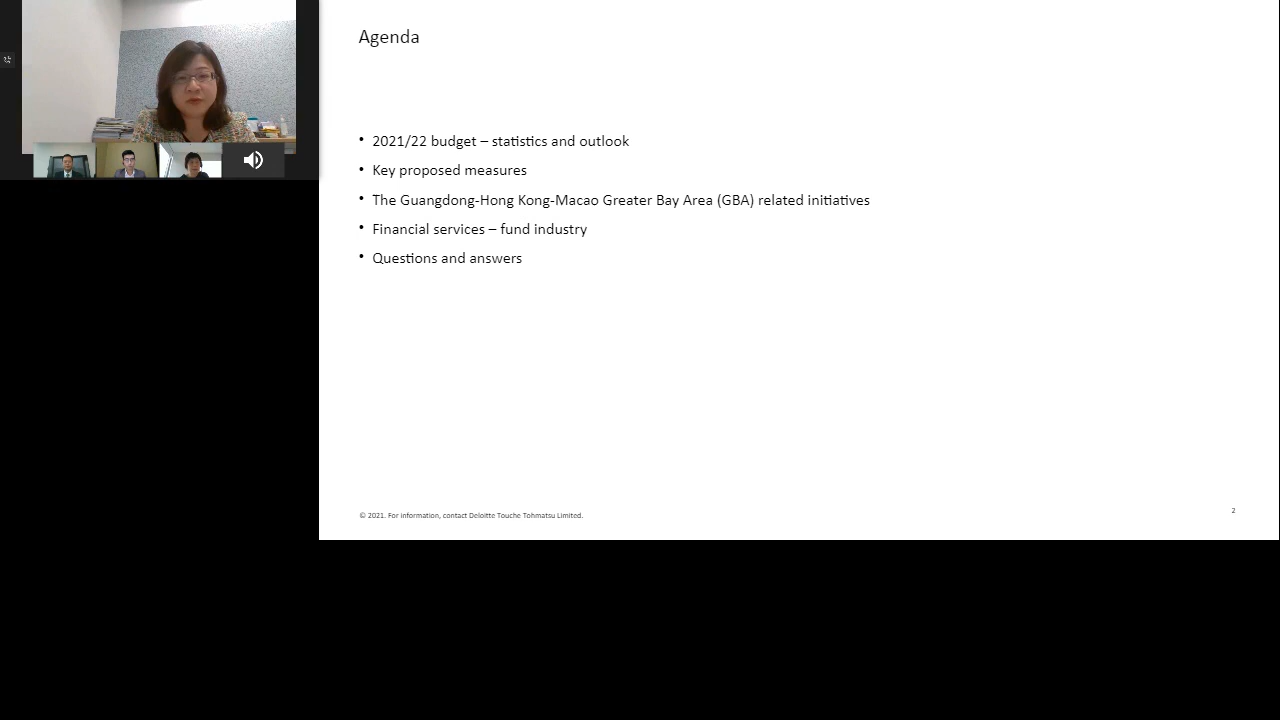 Agenda
• 2021/22 budget – statistics and outlook
• Key proposed measures
• The Guangdong-Hong Kong-Macao Greater Bay Area (GBA) related initiatives
• Financial services – fund industry
• Questions and answers
© 2021. For information, contact Deloitte Touche Tohmatsu Limited.
2